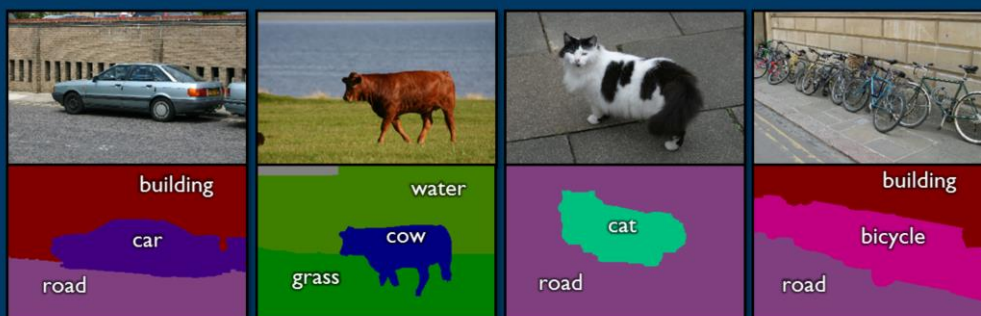 building
car
road
water
cow
grass
cat
road
building
bicycle
road